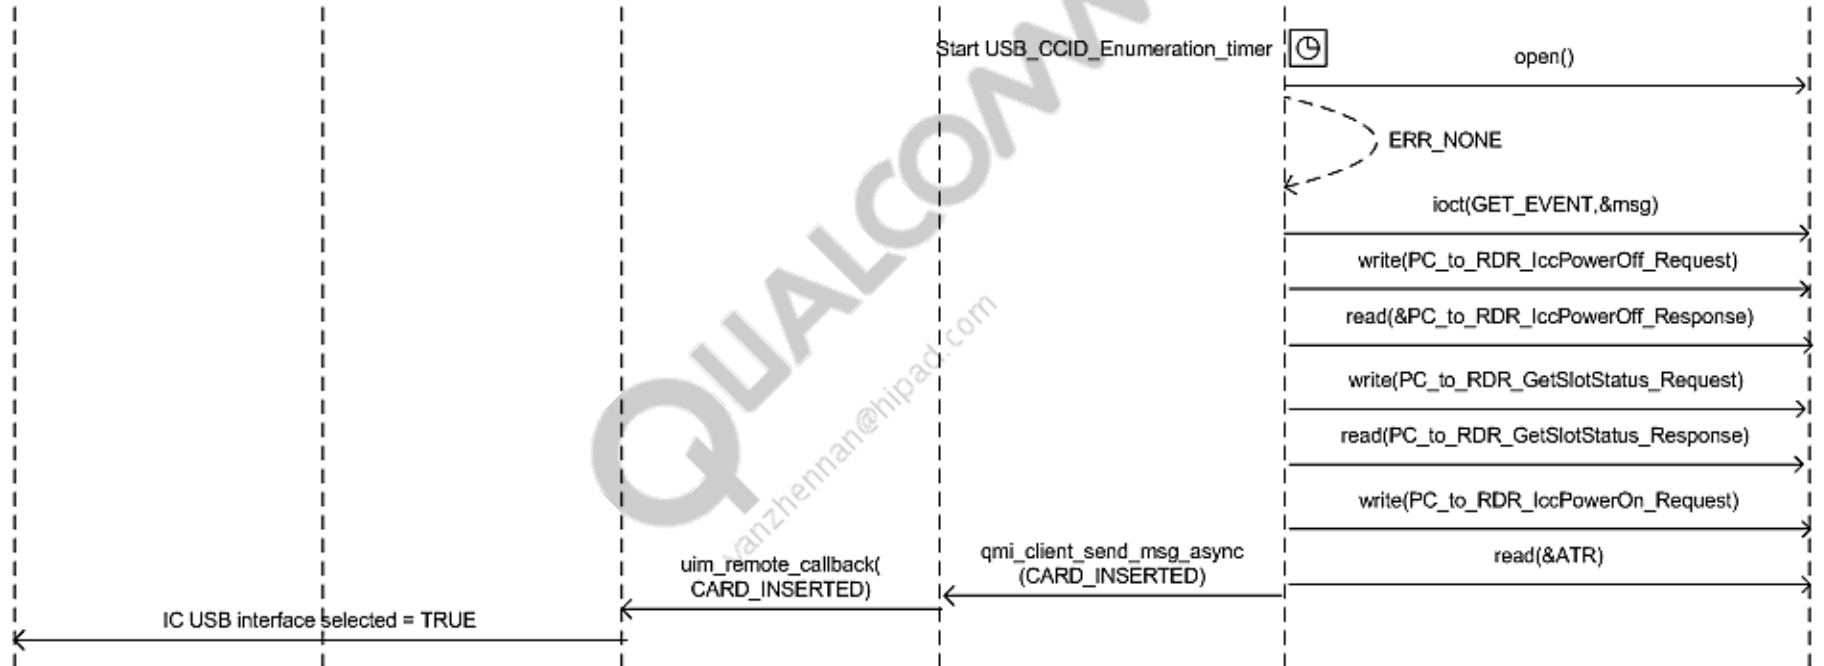 Start USB_CCID_Enumeration_timer
open()
ERR_NONE
ioct(GET_EVENT,&msg)
write(PC_to_RDR_IccPowerOff_Request)
read(&PC_to_RDR_IccPowerOff_Response)
write(PC_to_RDR_GetSlotStatus_Request)
read(PC_to_RDR_GetSlotStatus_Response)
write(PC_to_RDR_IccPowerOn_Request)
read(&ATR)
qmi_client_send_msg_async
(CARD_INSERTED)
uim_remote_callback(
CARD_INSERTED)
IC USB interface selected = TRUE
QUALCOMM
yanzhennan@hipad.com